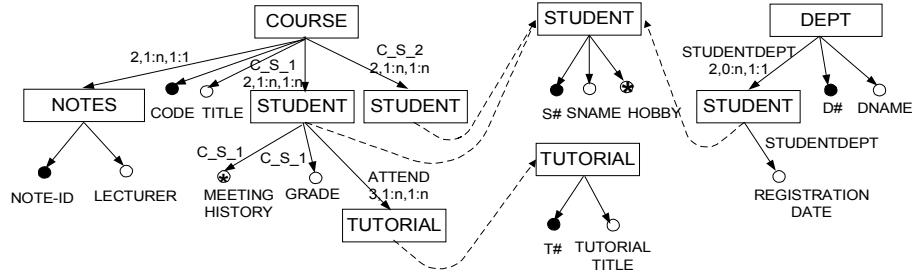 COURSE
STUDENT
DEPT
2,1:n,1:1
C_S_1
2,1:n,1:n
C_S_2
2,1:n,1:n
STUDENTDEPT
2,0:n,1:1
NOTES
CODE
TITLE
STUDENT
STUDENT
S#
SNAME
HOBBY
STUDENT
D#
DNAME
C_S_1
C_S_1
ATTEND
3,1:n,1:n
TUTORIAL
STUDENTDEPT
NOTE-ID
LECTURER
MEETING
HISTORY
GRADE
TUTORIAL
REGISTRATION
DATE
T#
TUTORIAL
TITLE